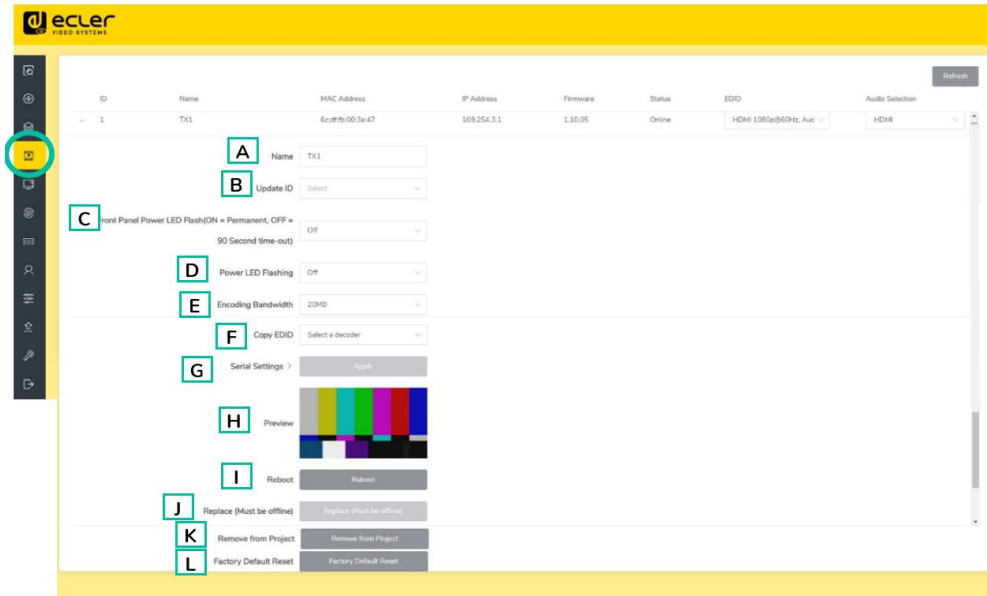 ecler
VIDEO SYSTEMS
Refresh
ID Name MAC Address IP Address Firmware Status EDID Audio Selection
1 TX1 6c:df:fb:00:3a:47 169.254.3.1 1.10.05 Online HDMI 1080p@60Hz, Auc HDMI
A Name TX1
B Update ID Select
C Front Panel Power LED Flash(ON = Permanent, OFF =
90 Second time-out) Off
D Power LED Flashing Off
E Encoding Bandwidth 20MB
F Copy EDID Select a decoder
G Serial Settings > Apply
H Preview
I Reboot Reboot
J Replace (Must be offline) Replace (Must be offline)
K Remove from Project Remove from Project
L Factory Default Reset Factory Default Reset